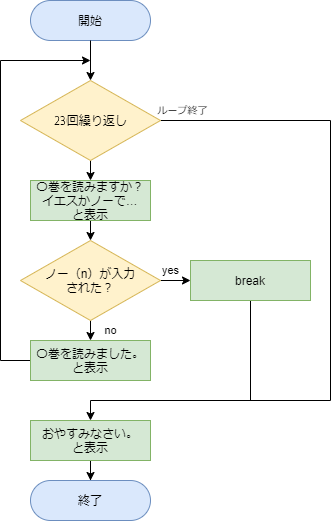 開始
23回繰り返し
ループ終了
〇巻を読みますか？
イエスかノーで...
と表示
ノー（n）が入力
された？
yes
break
no
〇巻を読みました。
と表示
おやすみなさい。
と表示
終了